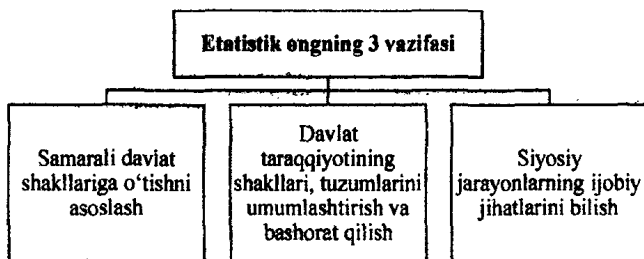 Etatistik ongning 3 vazifasi
Samarali davlat
shakllariga o‘tishni
asoslash
Davlat
taraqqiyotining
shakllari, tuzumlarini
umumlashtirish va
bashorat qilish
Siyosiy
jarayonlarning ijobiy
jihatlarini bilish